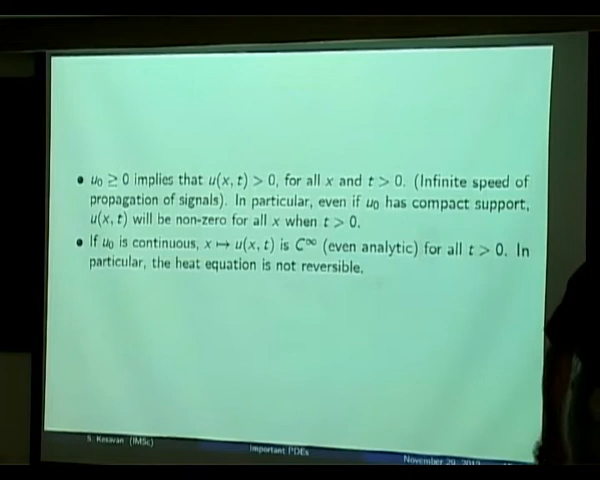 • u₀ ≥ 0 implies that u(x, t) > 0, for all x and t > 0. (Infinite speed of
propagation of signals). In particular, even if u₀ has compact support,
u(x, t) will be non-zero for all x when t > 0.
• If u₀ is continuous, x ↦ u(x, t) is C^∞ (even analytic) for all t > 0. In
particular, the heat equation is not reversible.
S. Kesavan (IMSc)
Important PDEs
November 29,